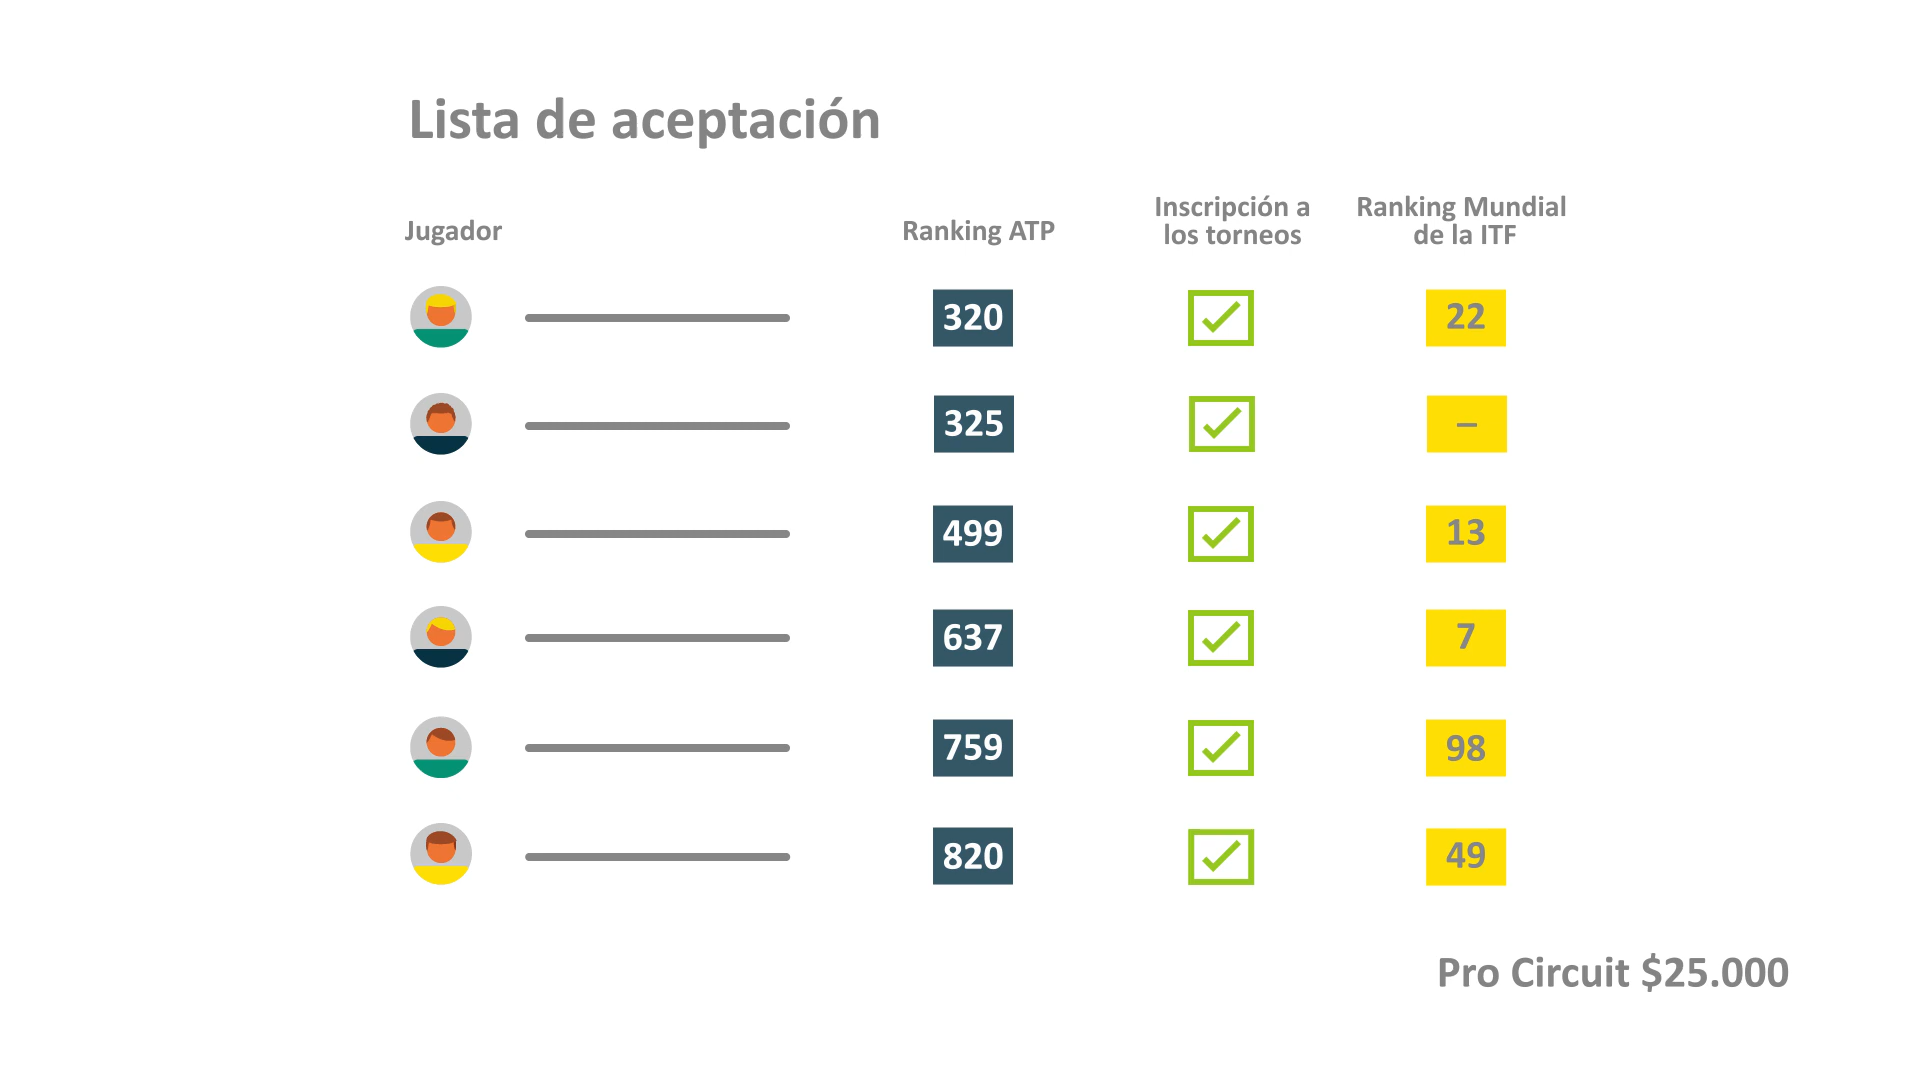 Lista de aceptación
Jugador
Ranking ATP
Inscripción a
los torneos
Ranking Mundial
de la ITF
320
22
325
–
499
13
637
7
759
98
820
49
Pro Circuit $25.000